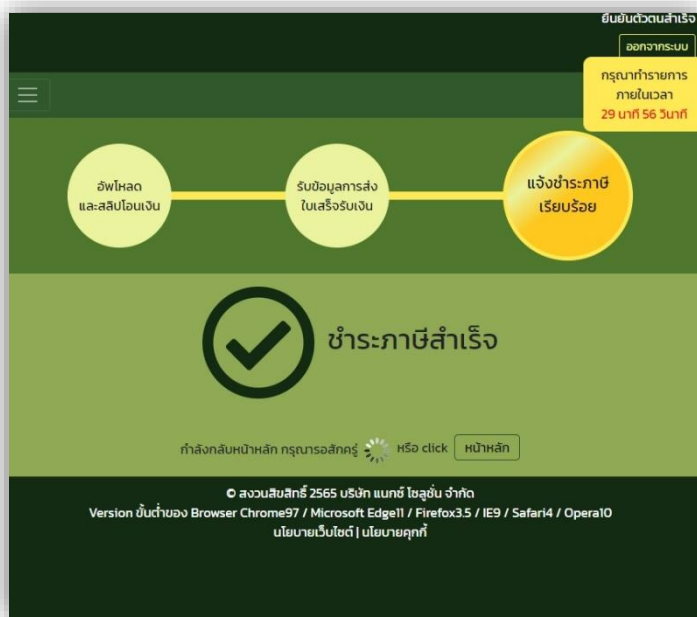 ยืนยันตัวตนสำเร็จ
ออกจากระบบ
กรุณาทำรายการ
ภายในเวลา
29 นาที 56 วินาที
อัพโหลด
และสลิปโอนเงิน
รับข้อมูลการส่ง
ใบเสร็จรับเงิน
แจ้งชำระภาษี
เรียบร้อย
ชำระภาษีสำเร็จ
กำลังกลับหน้าหลัก กรุณารอสักครู่ หรือ click หน้าหลัก
© สงวนสิขสิทธิ์ 2565 บริษัท แมกซ์ โซลูชั่น จำกัด
Version ขั้นต่ำของ Browser Chrome97 / Microsoft Edge11 / Firefox3.5 / IE9 / Safari4 / Opera10
นโยบายเว็บไซต์ | นโยบายคุกกี้